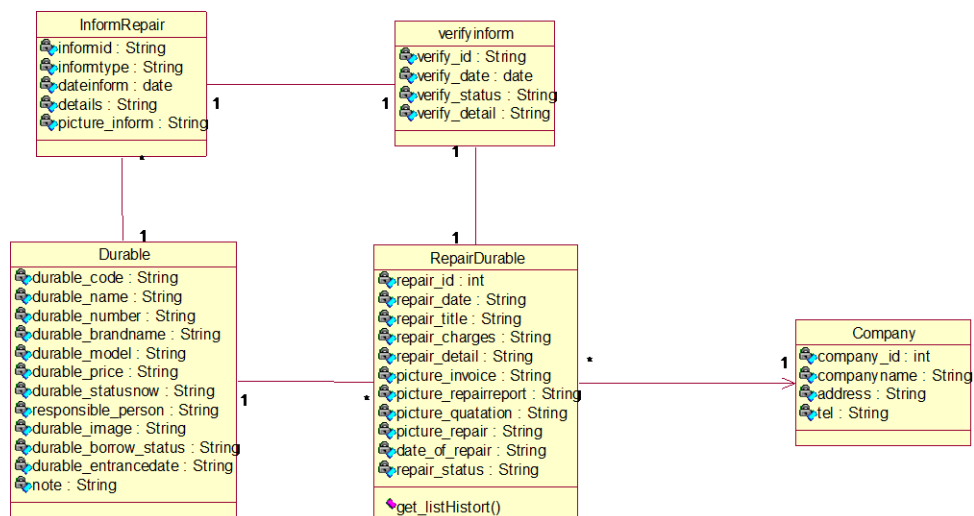 InformRepair
informid : String
informtype : String
dateinform : date
details : String
picture_inform : String
verifyinform
verify_id : String
verify_date : date
verify_status : String
verify_detail : String
1
1
*
1
1
1
Durable
durable_code : String
durable_name : String
durable_number : String
durable_brandname : String
durable_model : String
durable_price : String
durable_statusnow : String
responsible_person : String
durable_image : String
durable_borrow_status : String
durable_entrancedate : String
note : String
1
*
RepairDurable
repair_id : int
repair_date : String
repair_title : String
repair_charges : String
repair_detail : String
picture_invoice : String
picture_repairreport : String
picture_quatation : String
picture_repair : String
date_of_repair : String
repair_status : String
get_listHistort()
*
1
Company
company_id : int
companyname : String
address : String
tel : String